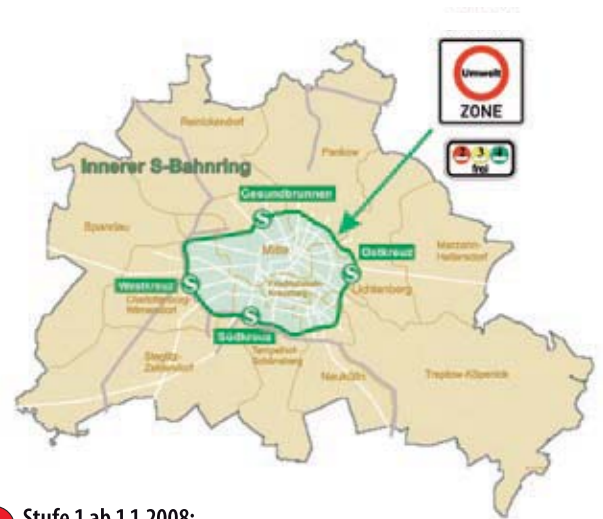 Umwelt
ZONE
2 3 4
frei
Reinickendorf
Pankow
Innerer S-Bahnring
Gesundbrunnen
Spandau
S
Mitte
Ostkreuz
Marzahn-
Hellersdorf
S
Westkreuz
S
Friedrichshain-
Kreuzberg
Lichtenberg
Charlottenburg-
Wilmersdorf
S
Südkreuz
Steglitz-
Zehlendorf
Tempelhof-
Schöneberg
Neukölln
Treptow-Köpenick
Stufe 1 ab 1.1.2008: